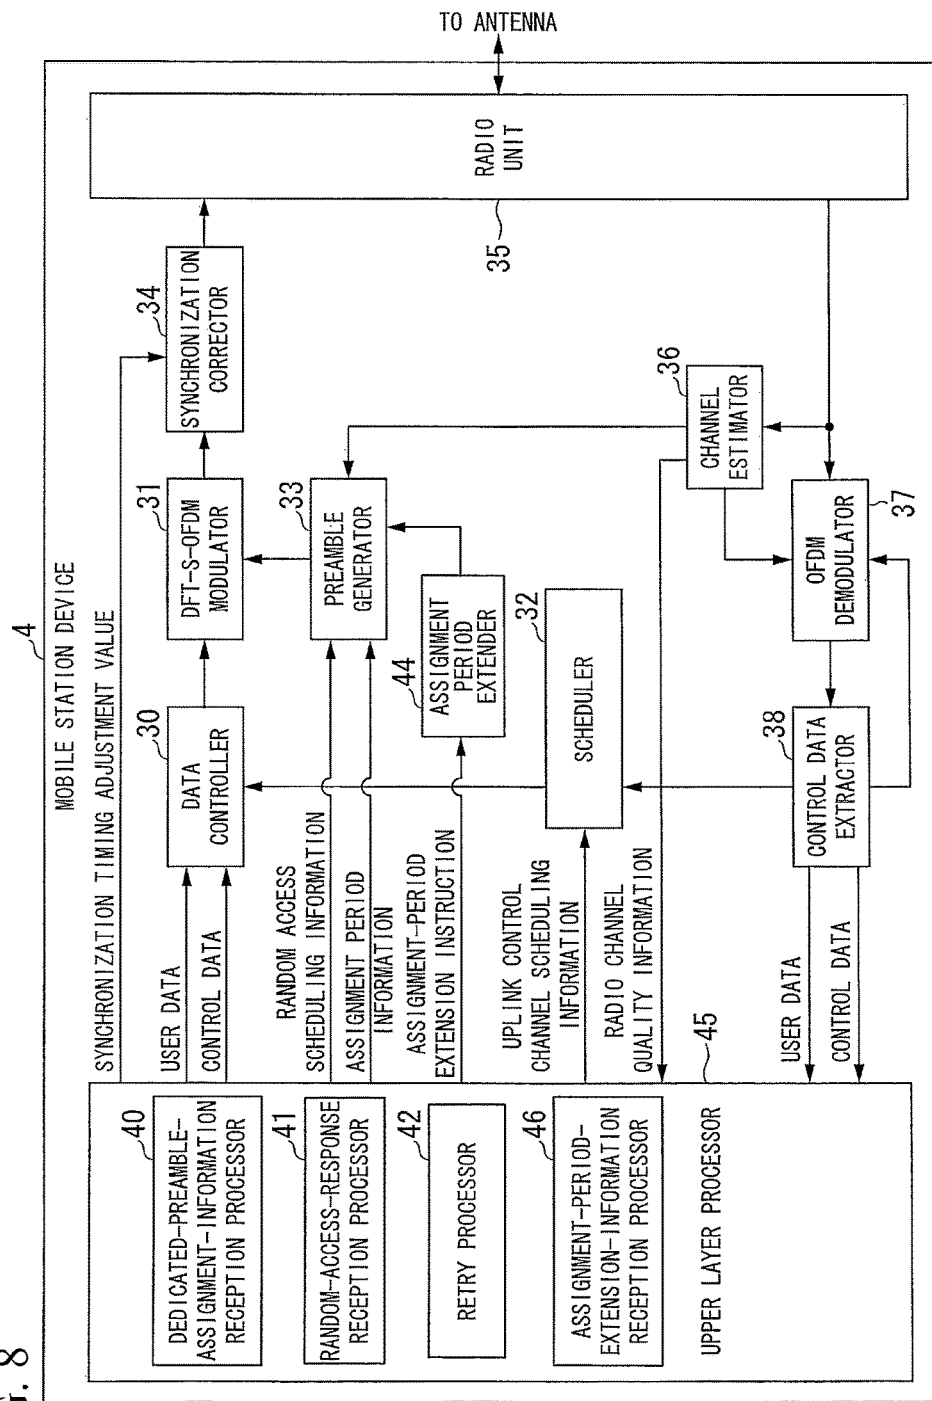 G. 8
MOBILE STATION DEVICE
4
TO ANTENNA
SYNCHRONIZATION TIMING ADJUSTMENT VALUE
USER DATA
CONTROL DATA
30
DATA
CONTROLLER
31
DFT-S-OFDM
MODULATOR
34
SYNCHRONIZATION
CORRECTOR
RADIO
UNIT
35
RANDOM ACCESS
SCHEDULING INFORMATION
ASSIGNMENT PERIOD
INFORMATION
33
PREAMBLE
GENERATOR
ASSIGNMENT-PERIOD
EXTENSION INSTRUCTION
44
ASSIGNMENT
PERIOD
EXTENDER
UPLINK CONTROL
CHANNEL SCHEDULING
INFORMATION
32
SCHEDULER
RADIO CHANNEL
QUALITY INFORMATION
36
CHANNEL
ESTIMATOR
37
OFDM
DEMODULATOR
38
CONTROL DATA
EXTRACTOR
USER DATA
CONTROL DATA
40
DEDICATED-PREAMBLE-
ASSIGNMENT-INFORMATION
RECEPTION PROCESSOR
41
RANDOM-ACCESS-RESPONSE
RECEPTION PROCESSOR
42
RETRY PROCESSOR
46
ASSIGNMENT-PERIOD-
EXTENSION-INFORMATION
RECEPTION PROCESSOR
UPPER LAYER PROCESSOR
45